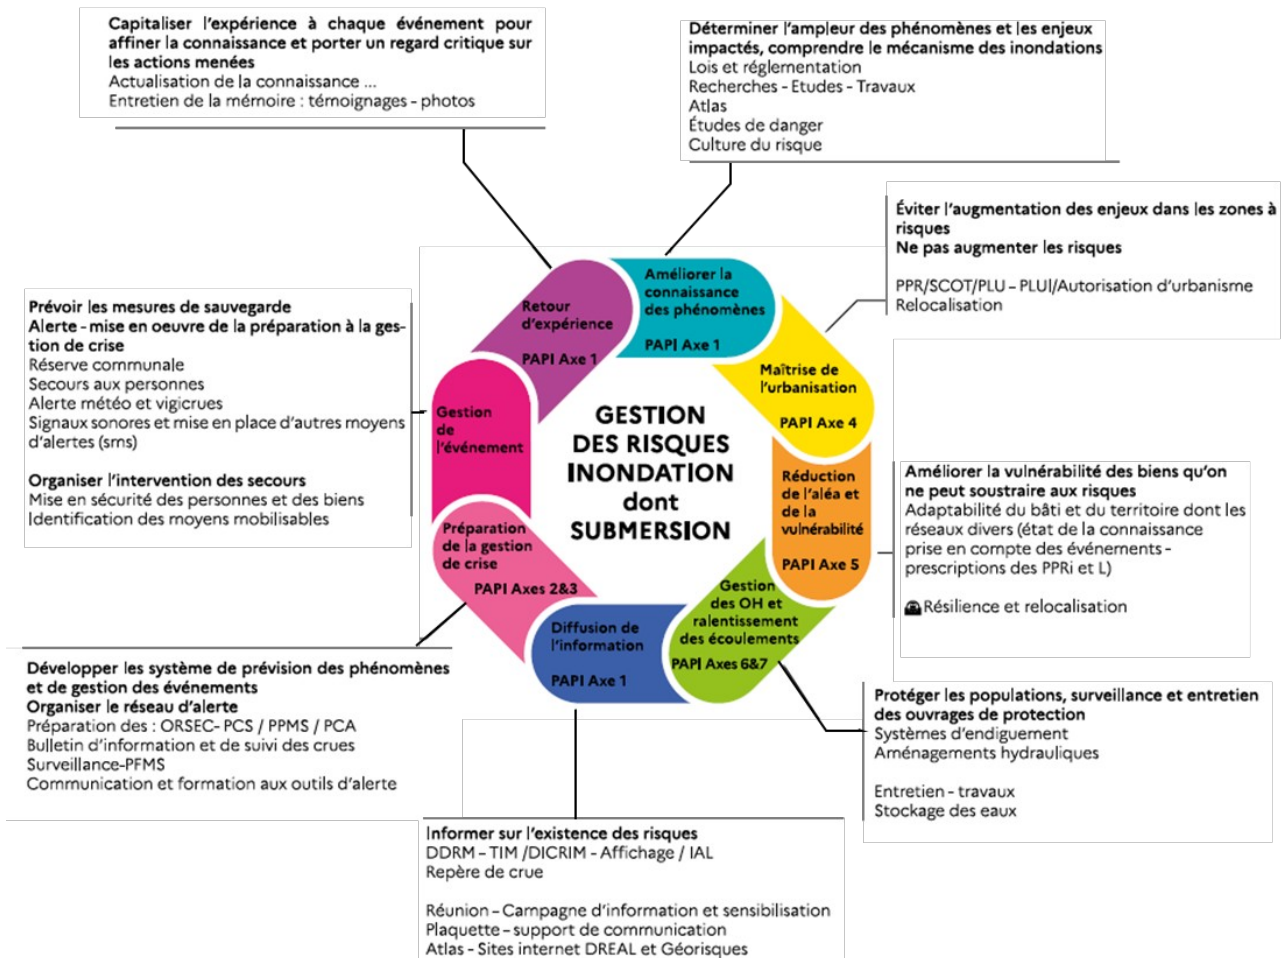 Capitaliser l'expérience à chaque événement pour
affiner la connaissance et porter un regard critique sur
les actions menées
Actualisation de la connaissance ...
Entretien de la mémoire : témoignages - photos
Déterminer l'ampleur des phénomènes et les enjeux
impactés, comprendre le mécanisme des inondations
Lois et réglementation
Recherches - Etudes - Travaux
Atlas
Études de danger
Culture du risque
Éviter l'augmentation des enjeux dans les zones à
risques
Ne pas augmenter les risques
PPR/SCOT/PLU – PLUI/Autorisation d'urbanisme
Relocalisation
Prévoir les mesures de sauvegarde
Alerte - mise en oeuvre de la préparation à la ges-
tion de crise
Réserve communale
Secours aux personnes
Alerte météo et vigicrues
Signaux sonores et mise en place d'autres moyens
d'alertes (sms)
Organiser l'intervention des secours
Mise en sécurité des personnes et des biens
Identification des moyens mobilisables
Retour
d'expérience
PAPI Axe 1
Améliorer la
connaissance
des phénomènes
PAPI Axe 1
Maîtrise de
l'urbanisation
PAPI Axe 4
Gestion
de
l'événement
GESTION
DES RISQUES
INONDATION
dont
SUBMERSION
Réduction
de l'aléa et
de la
vulnérabilité
PAPI Axe 5
Préparation
de la gestion
de crise
PAPI Axes 2&3
Diffusion de
l'information
PAPI Axe 1
Gestion
des OH et
ralentissement
des écoulements
PAPI Axes 6&7
Améliorer la vulnérabilité des biens qu'on
ne peut soustraire aux risques
Adaptabilité du bâti et du territoire dont les
réseaux divers (état de la connaissance
prise en compte des événements -
prescriptions des PPRi et L)
Résilience et relocalisation
Développer les système de prévision des phénomènes
et de gestion des événements
Organiser le réseau d'alerte
Préparation des : ORSEC- PCS / PPMS / PCA
Bulletin d'information et de suivi des crues
Surveillance-PFMS
Communication et formation aux outils d'alerte
Protéger les populations, surveillance et entretien
des ouvrages de protection
Systèmes d'endiguement
Aménagements hydrauliques
Entretien - travaux
Stockage des eaux
Informer sur l'existence des risques
DDRM – TIM /DICRIM - Affichage / IAL
Repère de crue
Réunion – Campagne d'information et sensibilisation
Plaquette – support de communication
Atlas - Sites internet DREAL et Géorisques